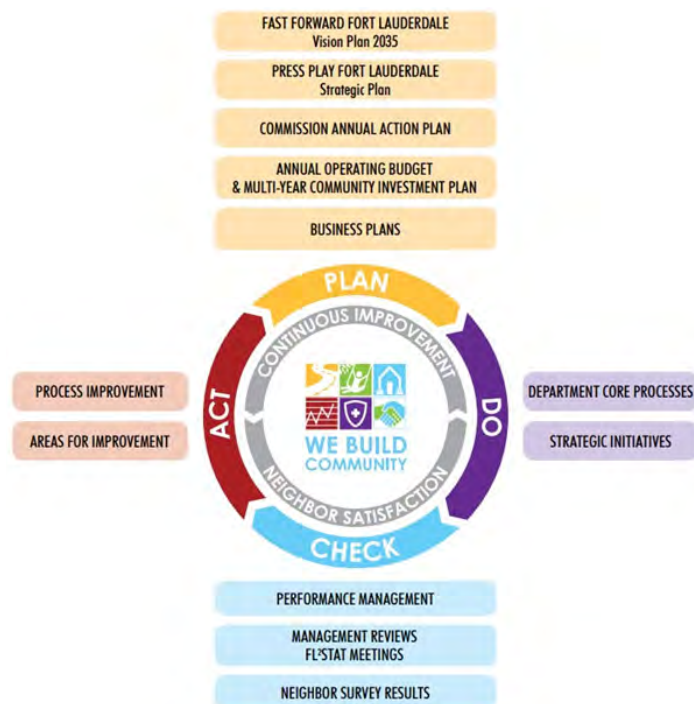 FAST FORWARD FORT LAUDERDALE
Vision Plan 2035
PRESS PLAY FORT LAUDERDALE
Strategic Plan
COMMISSION ANNUAL ACTION PLAN
ANNUAL OPERATING BUDGET
& MULTI-YEAR COMMUNITY INVESTMENT PLAN
BUSINESS PLANS
PLAN
CONTINUOUS IMPROVEMENT
ACT
PROCESS IMPROVEMENT
AREAS FOR IMPROVEMENT
WE BUILD
COMMUNITY
DO
DEPARTMENT CORE PROCESSES
STRATEGIC INITIATIVES
NEIGHBOR SATISFACTION
CHECK
PERFORMANCE MANAGEMENT
MANAGEMENT REVIEWS
FL²STAT MEETINGS
NEIGHBOR SURVEY RESULTS